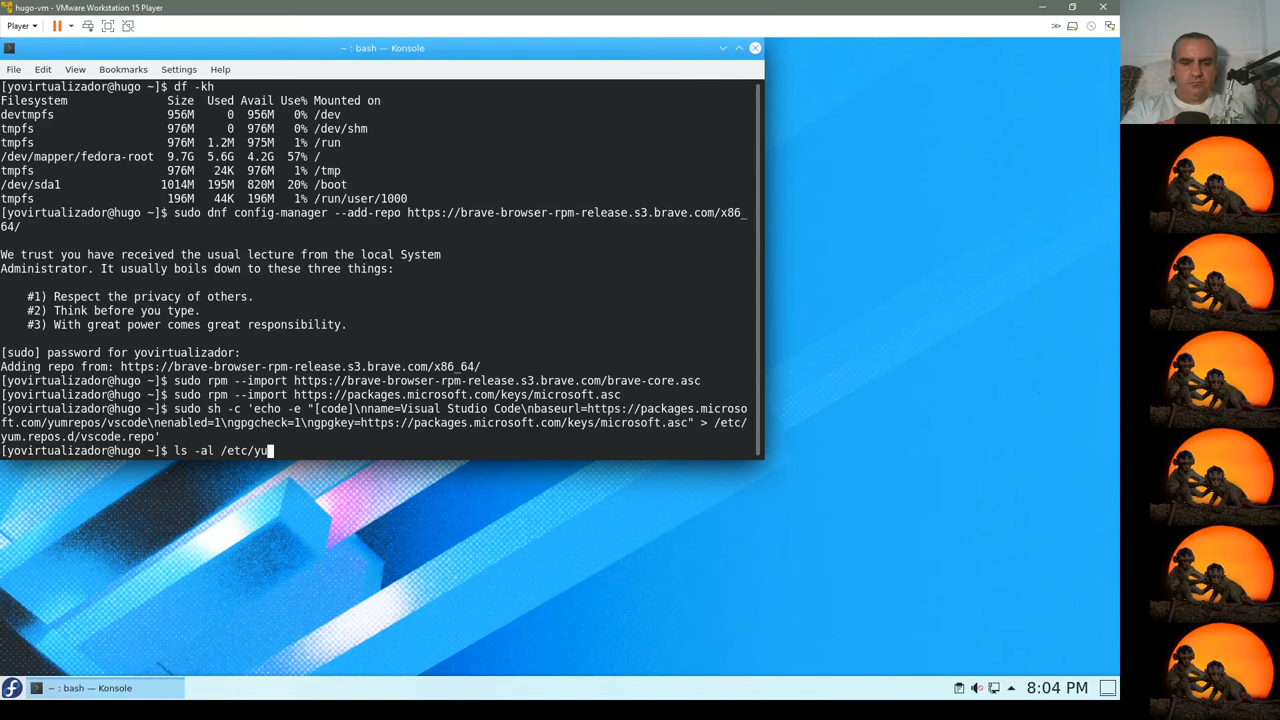 hugo-vm - VMware Workstation 15 Player
Player
~ : bash — Konsole
File Edit View Bookmarks Settings Help
[yovirtualizador@hugo ~]$ df -kh
Filesystem Size Used Avail Use% Mounted on
devtmpfs 956M 0 956M 0% /dev
tmpfs 976M 0 976M 0% /dev/shm
tmpfs 976M 1.2M 975M 1% /run
/dev/mapper/fedora-root 9.7G 5.6G 4.2G 57% /
tmpfs 976M 24K 976M 1% /tmp
/dev/sda1 1014M 195M 820M 20% /boot
tmpfs 196M 44K 196M 1% /run/user/1000
[yovirtualizador@hugo ~]$ sudo dnf config-manager --add-repo https://brave-browser-rpm-release.s3.brave.com/x86_
64/
We trust you have received the usual lecture from the local System
Administrator. It usually boils down to these three things:
#1) Respect the privacy of others.
#2) Think before you type.
#3) With great power comes great responsibility.
[sudo] password for yovirtualizador:
Adding repo from: https://brave-browser-rpm-release.s3.brave.com/x86_64/
[yovirtualizador@hugo ~]$ sudo rpm --import https://brave-browser-rpm-release.s3.brave.com/brave-core.asc
[yovirtualizador@hugo ~]$ sudo rpm --import https://packages.microsoft.com/keys/microsoft.asc
[yovirtualizador@hugo ~]$ sudo sh -c 'echo -e "[code]\nname=Visual Studio Code\nbaseurl=https://packages.microso
ft.com/yumrepos/vscode\nenabled=1\ngpgcheck=1\ngpgkey=https://packages.microsoft.com/keys/microsoft.asc" > /etc/
yum.repos.d/vscode.repo'
[yovirtualizador@hugo ~]$ ls -al /etc/yu
~ : bash — Konsole
8:04 PM